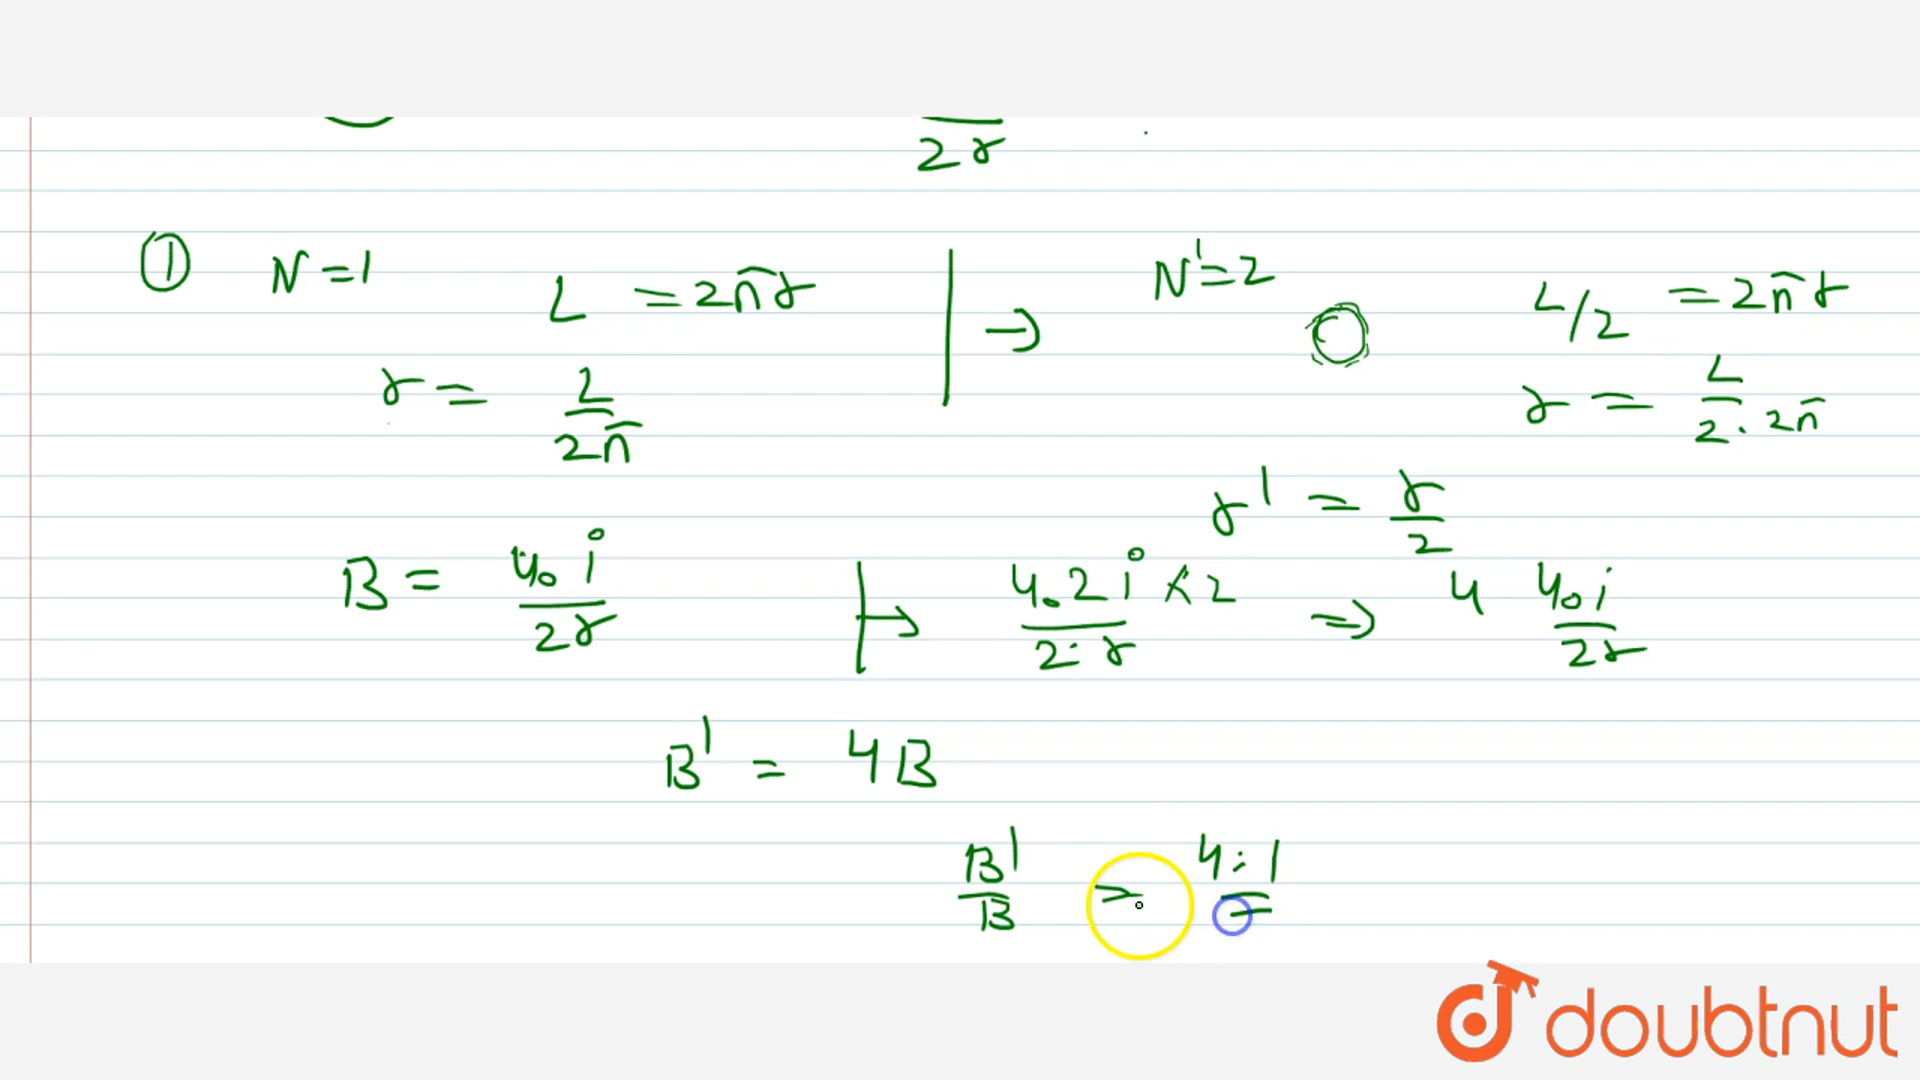 2r
① N=1 L = 2πr → N'=2 L/2 = 2πr
r = L/2π r = L/2·2π
r' = r/2
B = μ₀i/2r → μ₀2i×2/2·r ⇒ 4 μ₀i/2r
B' = 4B
B'/B = 4:1
doubtnut